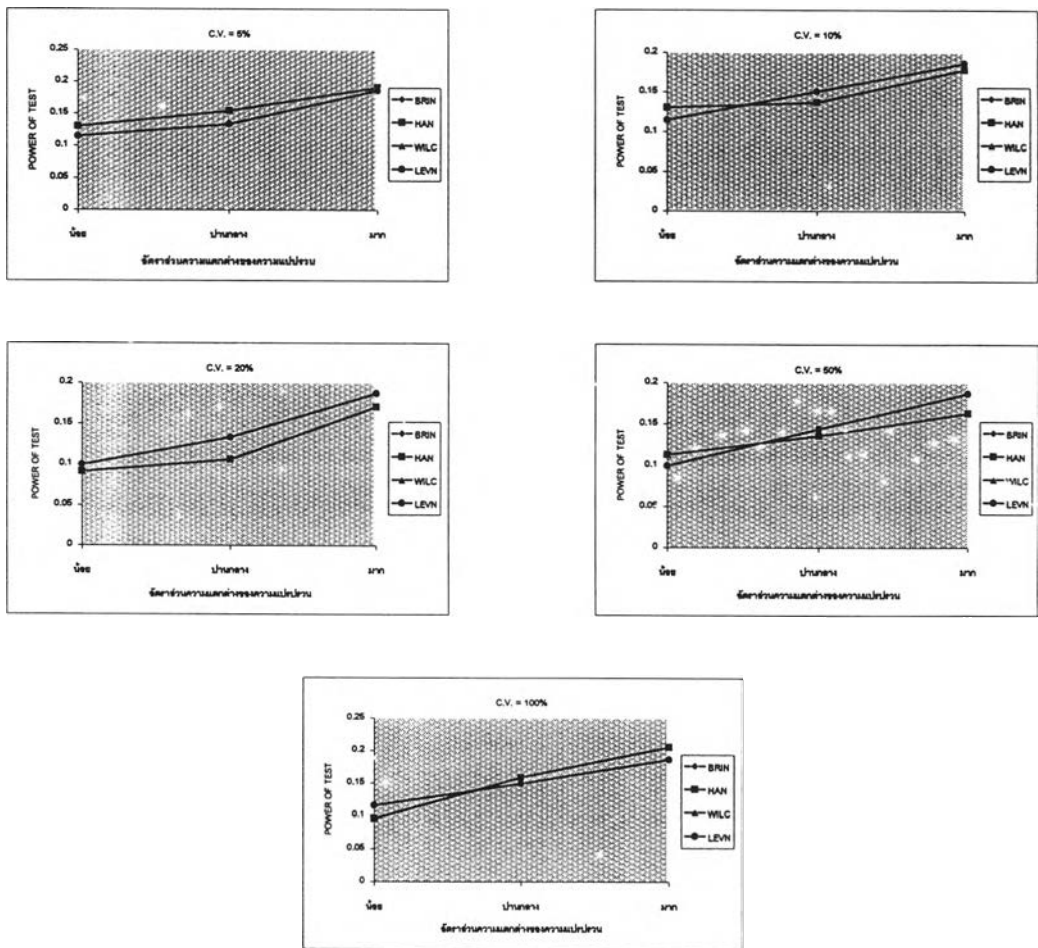 C.V. = 5%
0.25
0.2
0.15
0.1
0.05
0
POWER OF TEST
น้อย ปานกลาง มาก
อัตราส่วนความแตกต่างของความแปรปรวน
BRIN
HAN
WILC
LEVN
C.V. = 10%
0.2
0.15
0.1
0.05
0
POWER OF TEST
น้อย ปานกลาง มาก
อัตราส่วนความแตกต่างของความแปรปรวน
BRIN
HAN
WILC
LEVN
C.V. = 20%
0.2
0.15
0.1
0.05
0
POWER OF TEST
น้อย ปานกลาง มาก
อัตราส่วนความแตกต่างของความแปรปรวน
BRIN
HAN
WILC
LEVN
C.V. = 50%
0.2
0.15
0.1
0.05
0
POWER OF TEST
น้อย ปานกลาง มาก
อัตราส่วนความแตกต่างของความแปรปรวน
BRIN
HAN
WILC
LEVN
C.V. = 100%
0.25
0.2
0.15
0.1
0.05
0
POWER OF TEST
น้อย ปานกลาง มาก
อัตราส่วนความแตกต่างของความแปรปรวน
BRIN
HAN
WILC
LEVN